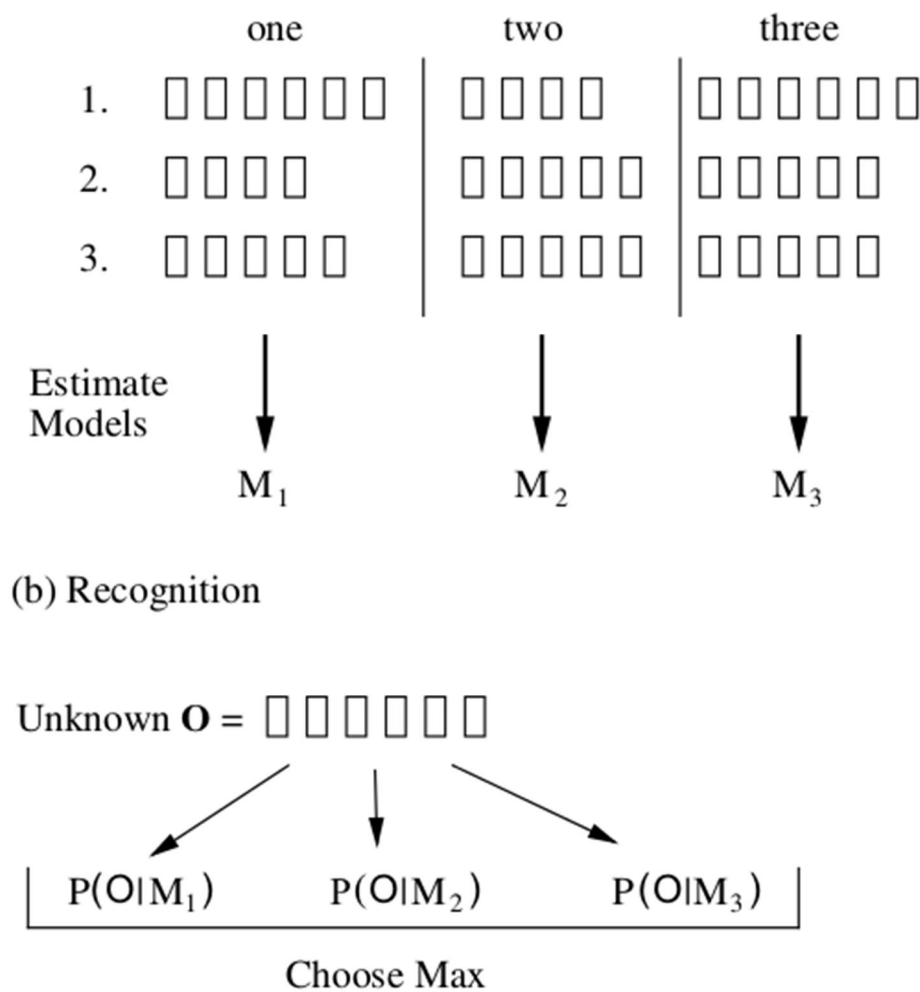 one two three
1.
2.
3.
Estimate
Models
M₁ M₂ M₃
(b) Recognition
Unknown O =
P(O|M₁) P(O|M₂) P(O|M₃)
Choose Max